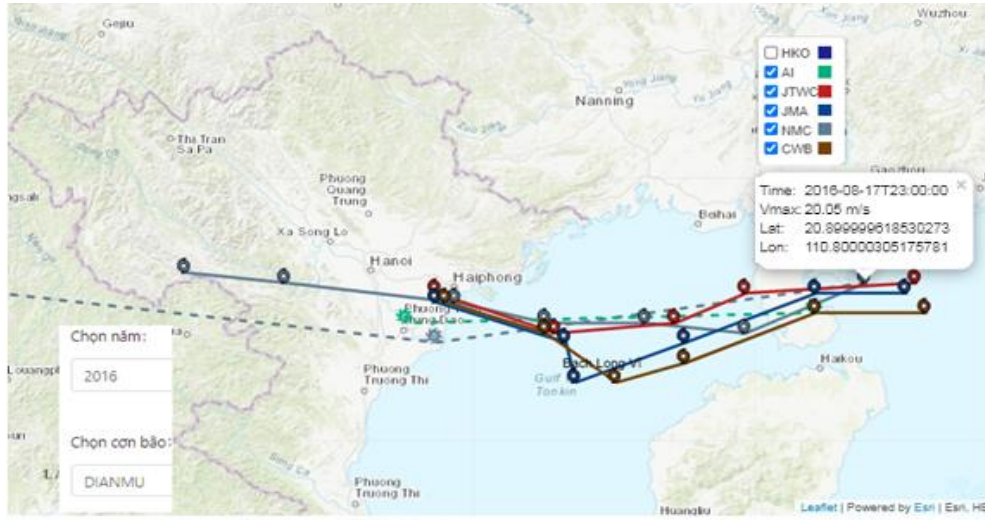 Gejiu
Wuzhou
HKO
AI
JTWC
JMA
NMC
CWB
Nanning
Thi Tran
Sa Pa
Phuong
Quang
Trung
Beihai
Time: 2016-08-17T23:00:00 ×
Vmax: 20.05 m/s
Lat: 20.899999618530273
Lon: 110.80000305175781
Xa Song Lo
Hanoi
Haiphong
Chọn năm:
2016
Phuong
Truong Thi
Bach Long Vi
Gulf
Tonkin
Haikou
Chọn cơn bão:
DIANMU
Song Ca
Phuong
Truong Thi
Huangliu
Leaflet | Powered by Esri | Esri, HE